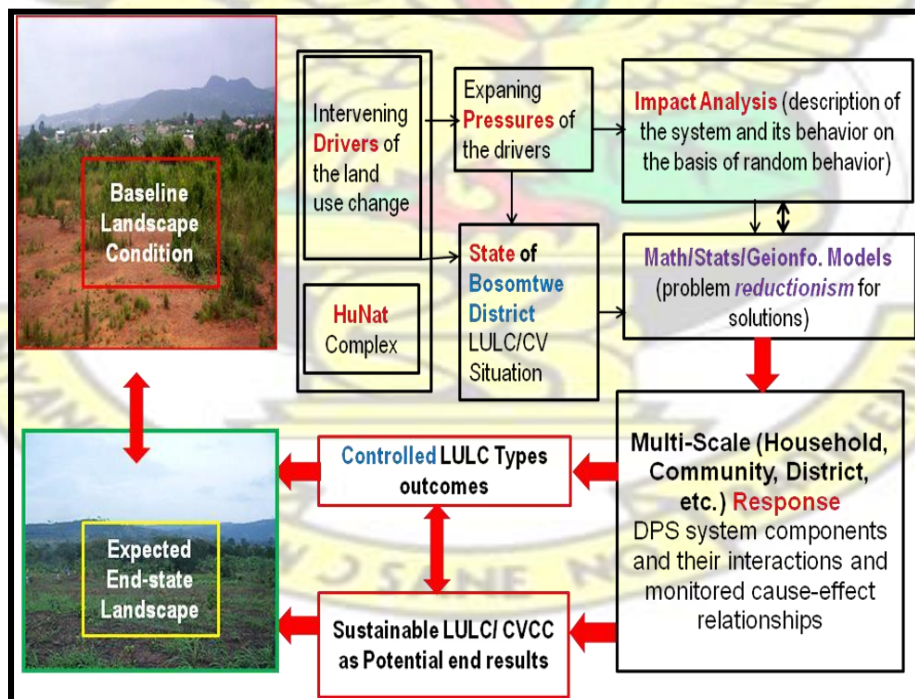 Baseline
Landscape
Condition
Intervening
Drivers of
the land
use change
HuNat
Complex
Expaning
Pressures of
the drivers
State of
Bosomtwe
District
LULC/CV
Situation
Impact Analysis (description of
the system and its behavior on
the basis of random behavior)
Math/Stats/Geionfo. Models
(problem reductionism for
solutions)
Multi-Scale (Household,
Community, District,
etc.) Response
DPS system components
and their interactions and
monitored cause-effect
relationships
Controlled LULC Types
outcomes
Sustainable LULC/ CVCC
as Potential end results
Expected
End-state
Landscape
SANE NO